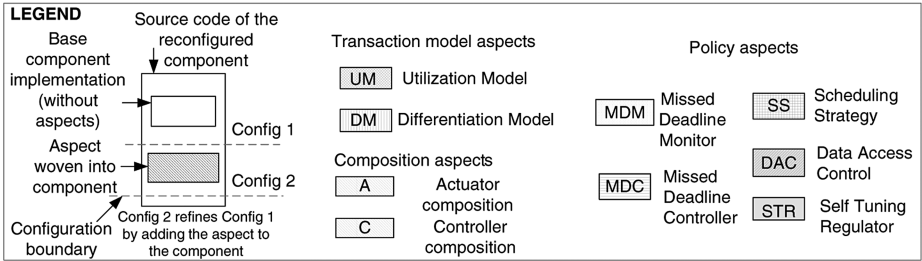 LEGEND
Source code of the
reconfigured
component
Base
component
implementation
(without
aspects)
Config 1
Aspect
woven into
component
Config 2
Configuration
boundary
Config 2 refines Config 1
by adding the aspect to
the component
Transaction model aspects
UM Utilization Model
DM Differentiation Model
Composition aspects
A Actuator
composition
C Controller
composition
Policy aspects
MDM Missed
Deadline
Monitor
MDC Missed
Deadline
Controller
SS Scheduling
Strategy
DAC Data Access
Control
STR Self Tuning
Regulator